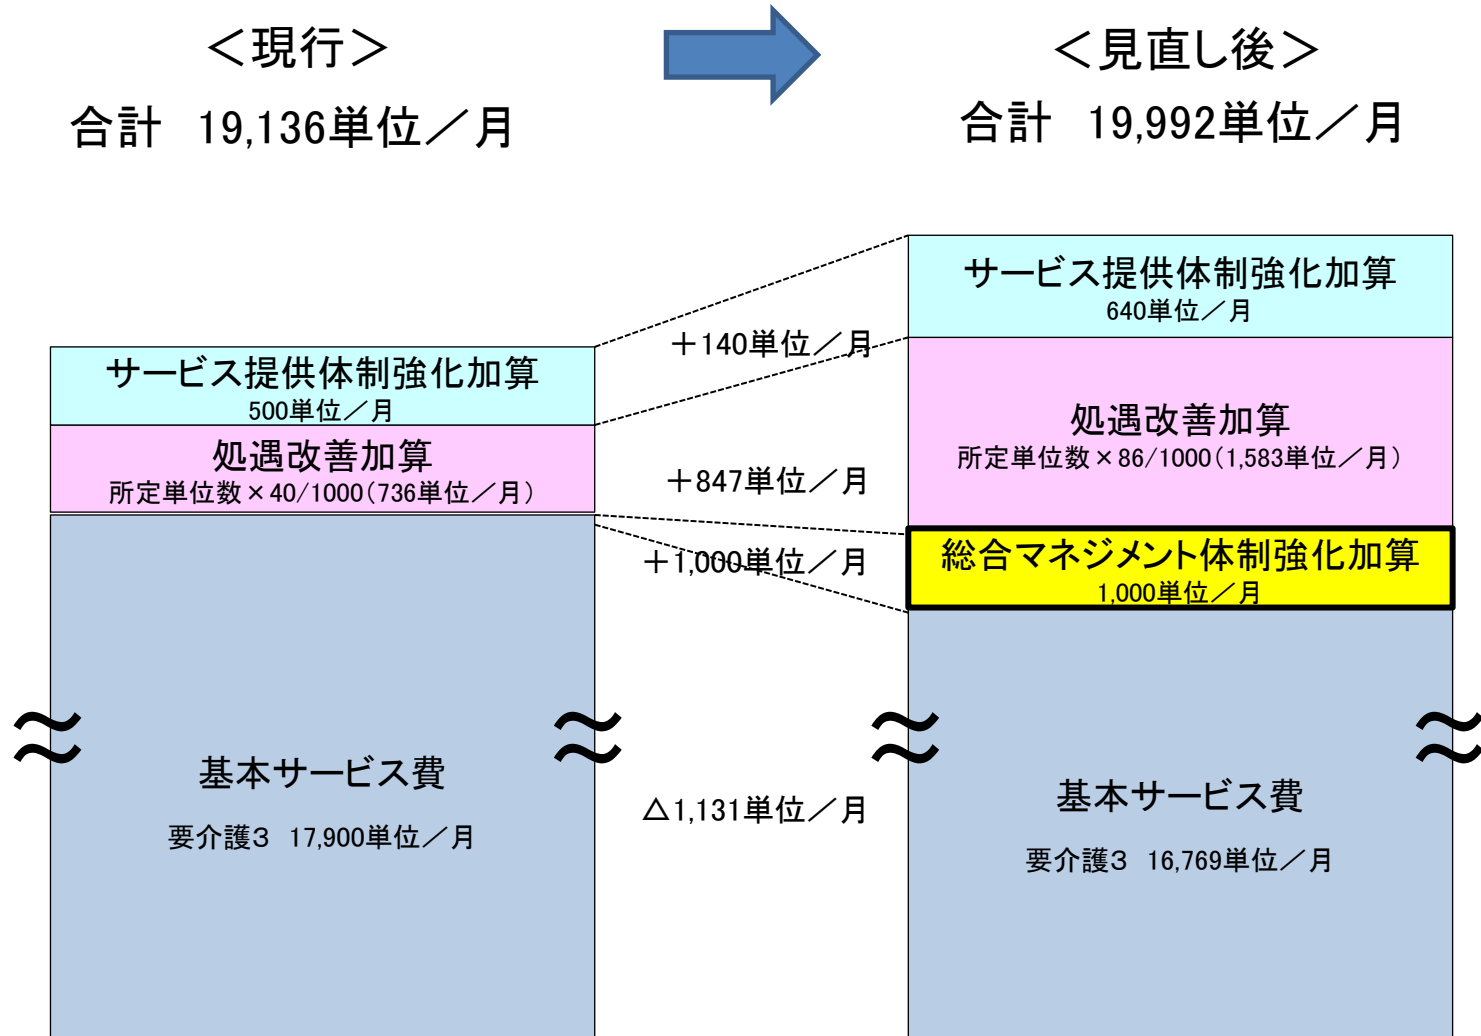 ＜現行＞
合計　19,136単位／月
サービス提供体制強化加算
500単位／月
処遇改善加算
所定単位数×40/1000（736単位／月）
基本サービス費
要介護３　17,900単位／月
＋140単位／月
＋847単位／月
＋1,000単位／月
△1,131単位／月
＜見直し後＞
合計　19,992単位／月
サービス提供体制強化加算
640単位／月
処遇改善加算
所定単位数×86/1000（1,583単位／月）
総合マネジメント体制強化加算
1,000単位／月
基本サービス費
要介護３　16,769単位／月